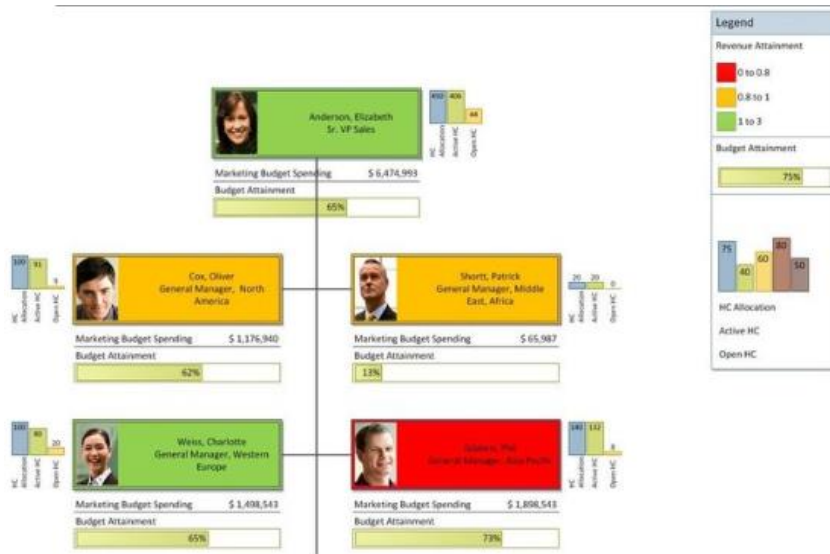 Legend
Revenue Attainment
0 to 0.8
0.8 to 1
1 to 3
Budget Attainment
75%
75
40
60
80
50
HC Allocation
Active HC
Open HC
Anderson, Elizabeth
Sr. VP Sales
450
406
44
HC Allocation
Active HC
Open HC
Marketing Budget Spending $ 6,474,993
Budget Attainment
65%
100
91
9
HC Allocation
Active HC
Open HC
Cox, Oliver
General Manager, North
America
Marketing Budget Spending $ 1,176,940
Budget Attainment
62%
Shortt, Patrick
General Manager, Middle
East, Africa
20
20
0
HC Allocation
Active HC
Open HC
Marketing Budget Spending $ 65,987
Budget Attainment
13%
100
80
20
HC Allocation
Active HC
Open HC
Weiss, Charlotte
General Manager, Western
Europe
Marketing Budget Spending $ 1,498,543
Budget Attainment
65%
General Manager, Asia Pacific
140
132
8
HC Allocation
Active HC
Open HC
Marketing Budget Spending $ 1,898,543
Budget Attainment
73%